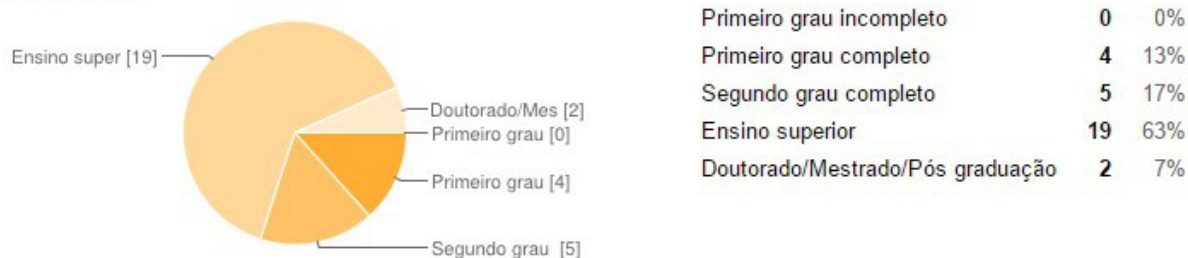 Ensino super [19]
Doutorado/Mes [2]
Primeiro grau [0]
Primeiro grau [4]
Segundo grau [5]
Primeiro grau incompleto 0 0%
Primeiro grau completo 4 13%
Segundo grau completo 5 17%
Ensino superior 19 63%
Doutorado/Mestrado/Pós graduação 2 7%